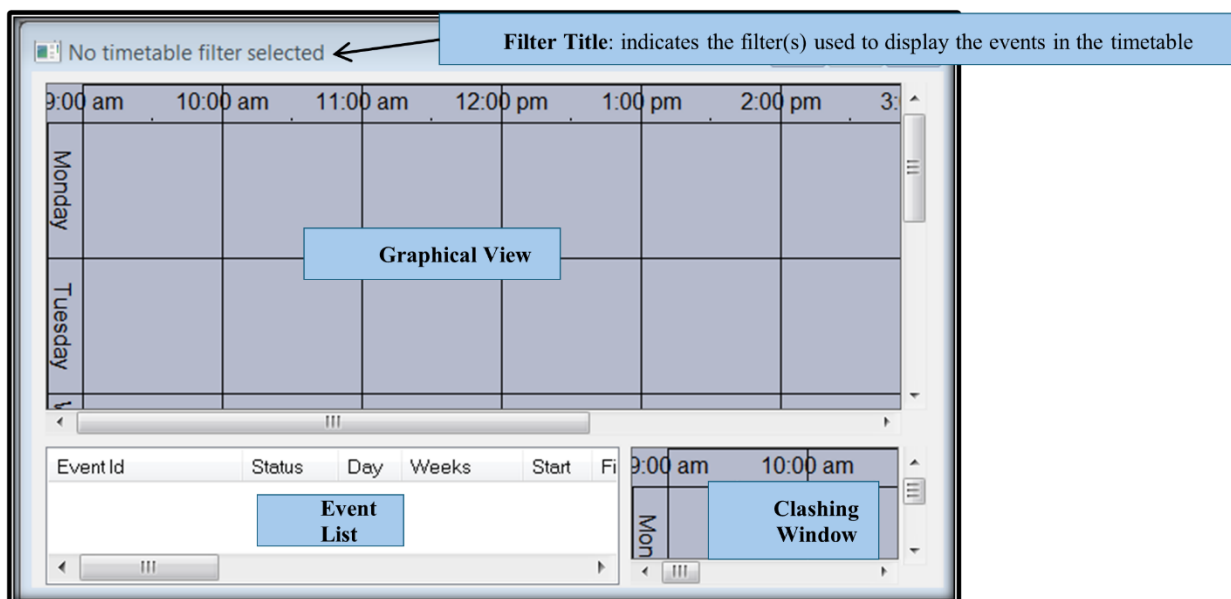 No timetable filter selected
Filter Title: indicates the filter(s) used to display the events in the timetable
9:00 am 10:00 am 11:00 am 12:00 pm 1:00 pm 2:00 pm 3:
Monday
Graphical View
Tuesday
Event Id Status Day Weeks Start Fi
9:00 am 10:00 am
Event
List
Mon
Clashing
Window